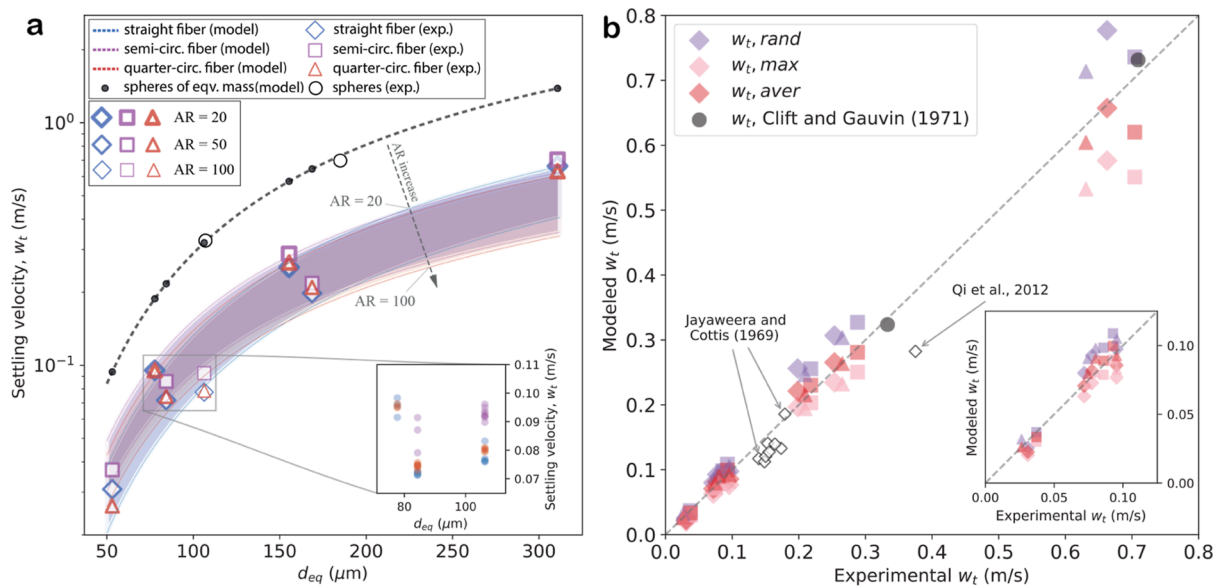 a
straight fiber (model)
semi-circ. fiber (model)
quarter-circ. fiber (model)
spheres of eqv. mass(model)
straight fiber (exp.)
semi-circ. fiber (exp.)
quarter-circ. fiber (exp.)
spheres (exp.)
AR = 20
AR = 50
AR = 100
10⁰
10⁻¹
Settling velocity, w_t (m/s)
AR increase
AR = 20
AR = 100
0.11
0.10
0.09
0.08
0.07
Settling velocity, w_t (m/s)
80
100
d_eq (μm)
50
100
150
200
250
300
d_eq (μm)
b
w_t, rand
w_t, max
w_t, aver
w_t, Clift and Gauvin (1971)
0.8
0.7
0.6
0.5
0.4
0.3
0.2
0.1
0.0
Modeled w_t (m/s)
Jayaweera and
Cottis (1969)
Qi et al., 2012
0.10
0.05
0.00
Modeled w_t (m/s)
0.00
0.05
0.10
Experimental w_t (m/s)
0.0
0.1
0.2
0.3
0.4
0.5
0.6
0.7
0.8
Experimental w_t (m/s)